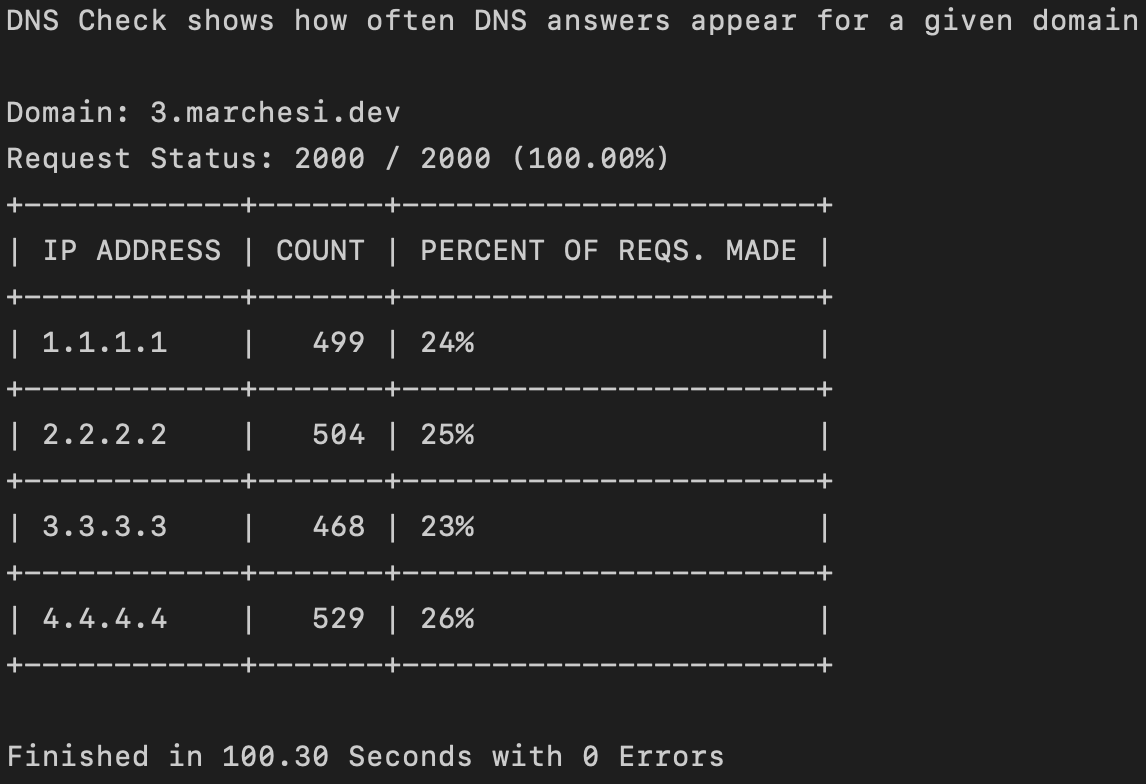 DNS Check shows how often DNS answers appear for a given domain
Domain: 3.marchesi.dev
Request Status: 2000 / 2000 (100.00%)
+------------+-------+-----------------------+
| IP ADDRESS | COUNT | PERCENT OF REQS. MADE |
+------------+-------+-----------------------+
| 1.1.1.1    |   499 | 24%                   |
+------------+-------+-----------------------+
| 2.2.2.2    |   504 | 25%                   |
+------------+-------+-----------------------+
| 3.3.3.3    |   468 | 23%                   |
+------------+-------+-----------------------+
| 4.4.4.4    |   529 | 26%                   |
+------------+-------+-----------------------+
Finished in 100.30 Seconds with 0 Errors